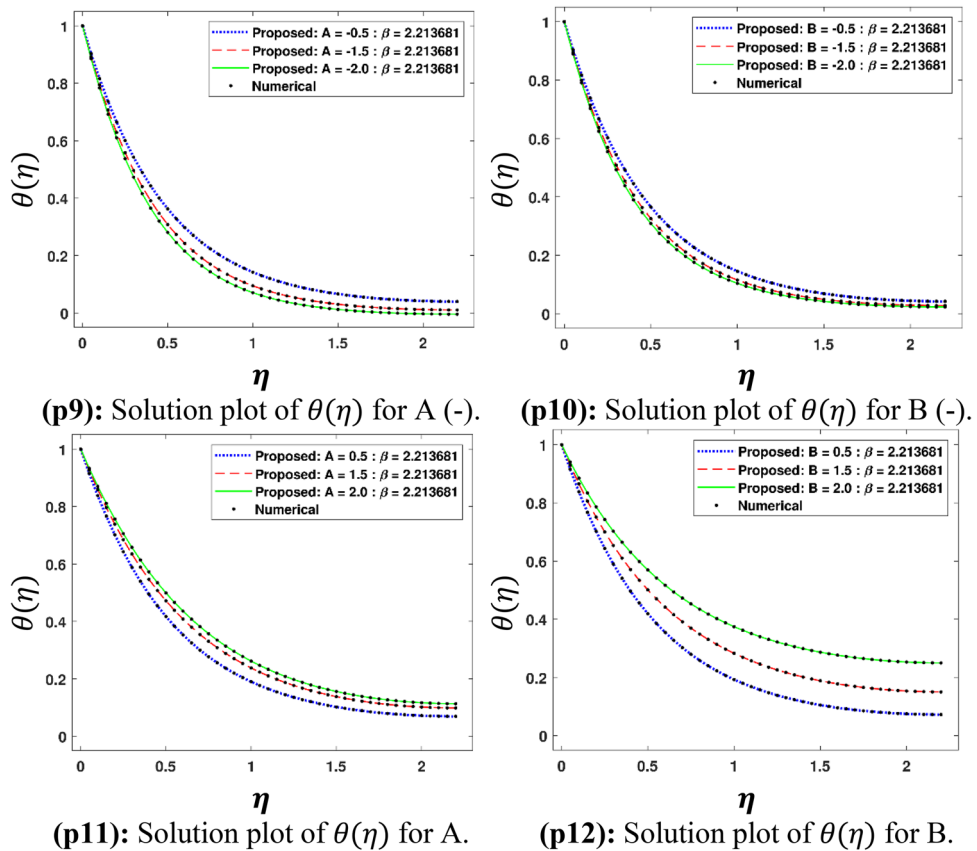 Proposed: A = -0.5 : β = 2.213681
Proposed: A = -1.5 : β = 2.213681
Proposed: A = -2.0 : β = 2.213681
Numerical
1
0.8
0.6
0.4
0.2
0
θ(η)
0 0.5 1 1.5 2
η
(p9): Solution plot of θ(η) for A (-).
Proposed: B = -0.5 : β = 2.213681
Proposed: B = -1.5 : β = 2.213681
Proposed: B = -2.0 : β = 2.213681
Numerical
1
0.8
0.6
0.4
0.2
0
θ(η)
0 0.5 1 1.5 2
η
(p10): Solution plot of θ(η) for B (-).
Proposed: A = 0.5 : β = 2.213681
Proposed: A = 1.5 : β = 2.213681
Proposed: A = 2.0 : β = 2.213681
Numerical
1
0.8
0.6
0.4
0.2
0
θ(η)
0 0.5 1 1.5 2
η
(p11): Solution plot of θ(η) for A.
Proposed: B = 0.5 : β = 2.213681
Proposed: B = 1.5 : β = 2.213681
Proposed: B = 2.0 : β = 2.213681
Numerical
1
0.8
0.6
0.4
0.2
0
θ(η)
0 0.5 1 1.5 2
η
(p12): Solution plot of θ(η) for B.